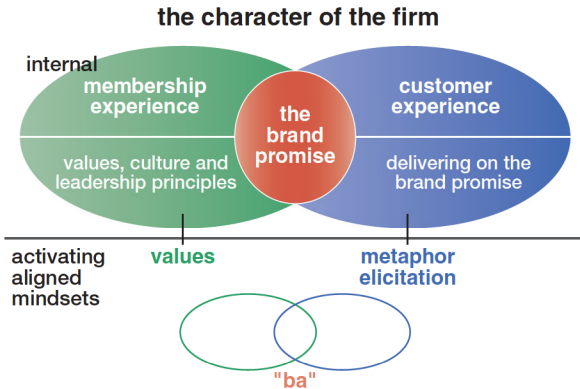 the character of the firm
internal
membership
experience
values, culture and
leadership principles
the
brand
promise
customer
experience
delivering on the
brand promise
activating
aligned
mindsets
values
metaphor
elicitation
"ba"